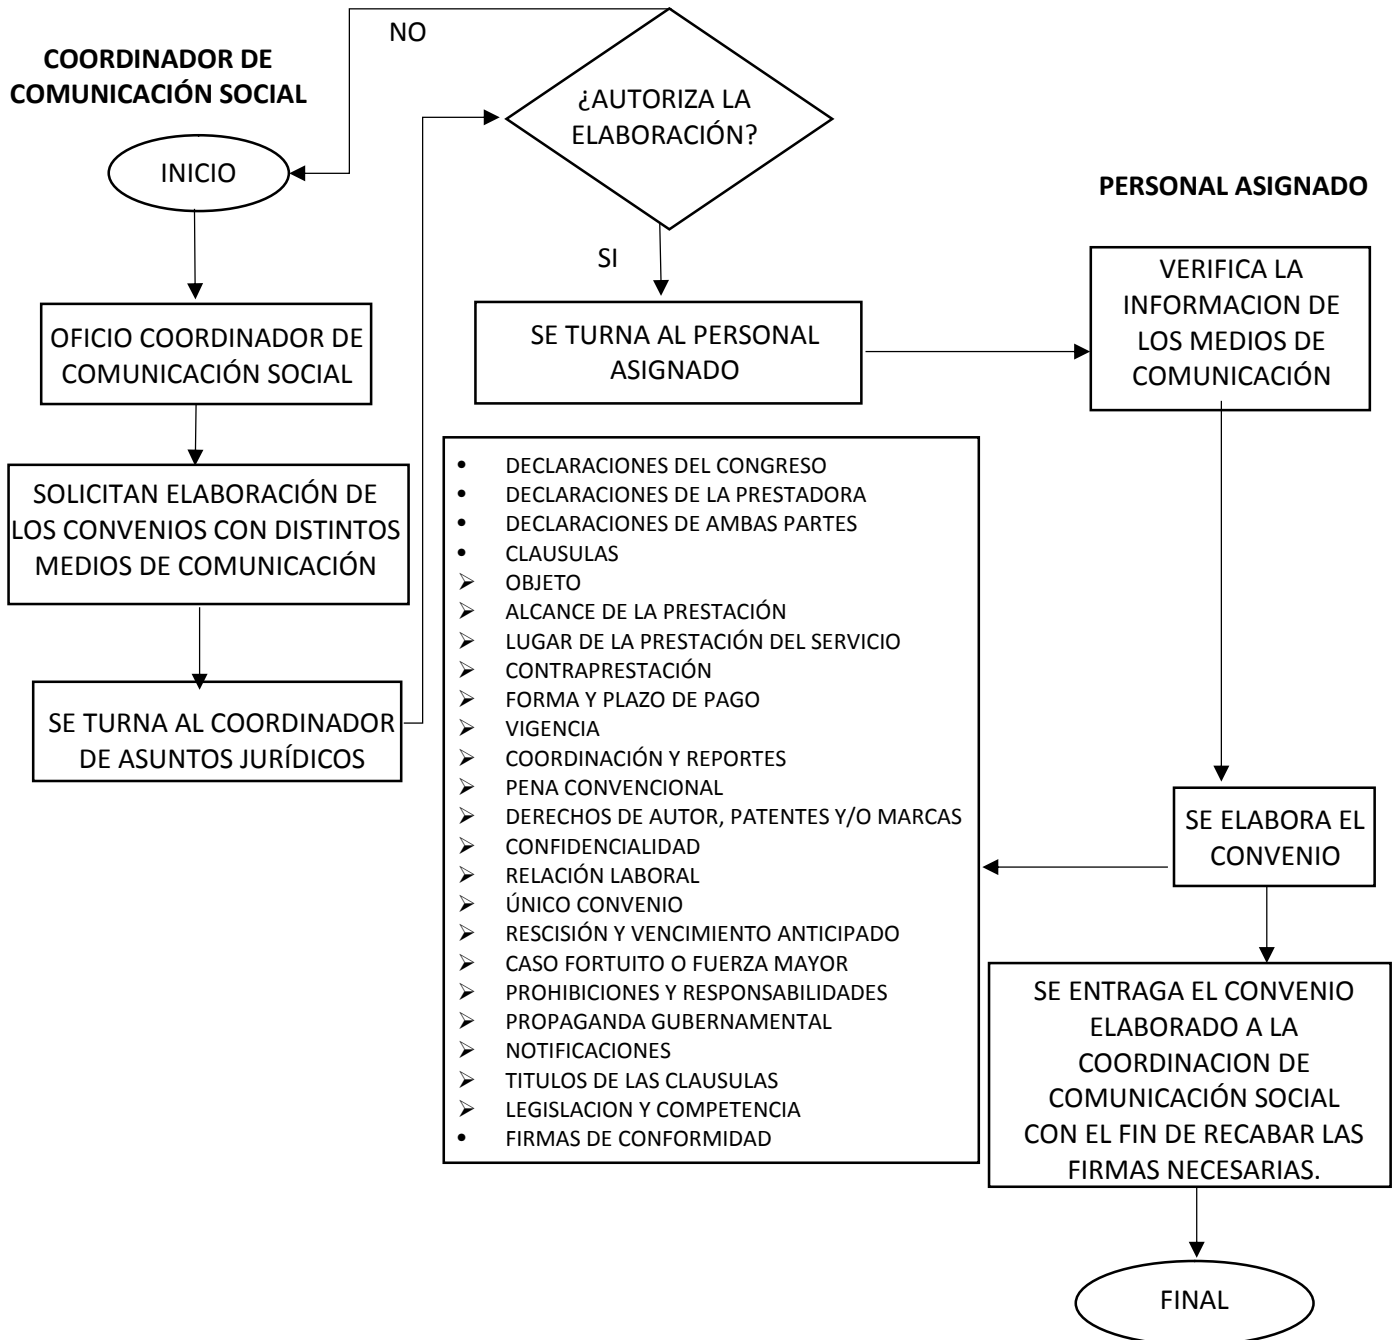 COORDINADOR DE
COMUNICACIÓN SOCIAL
INICIO
OFICIO COORDINADOR DE
COMUNICACIÓN SOCIAL
SOLICITAN ELABORACIÓN DE
LOS CONVENIOS CON DISTINTOS
MEDIOS DE COMUNICACIÓN
SE TURNA AL COORDINADOR
DE ASUNTOS JURÍDICOS
NO
¿AUTORIZA LA
ELABORACIÓN?
SI
SE TURNA AL PERSONAL
ASIGNADO
PERSONAL ASIGNADO
VERIFICA LA
INFORMACION DE
LOS MEDIOS DE
COMUNICACIÓN
SE ELABORA EL
CONVENIO
• DECLARACIONES DEL CONGRESO
• DECLARACIONES DE LA PRESTADORA
• DECLARACIONES DE AMBAS PARTES
• CLAUSULAS
➢ OBJETO
➢ ALCANCE DE LA PRESTACIÓN
➢ LUGAR DE LA PRESTACIÓN DEL SERVICIO
➢ CONTRAPRESTACIÓN
➢ FORMA Y PLAZO DE PAGO
➢ VIGENCIA
➢ COORDINACIÓN Y REPORTES
➢ PENA CONVENCIONAL
➢ DERECHOS DE AUTOR, PATENTES Y/O MARCAS
➢ CONFIDENCIALIDAD
➢ RELACIÓN LABORAL
➢ ÚNICO CONVENIO
➢ RESCISIÓN Y VENCIMIENTO ANTICIPADO
➢ CASO FORTUITO O FUERZA MAYOR
➢ PROHIBICIONES Y RESPONSABILIDADES
➢ PROPAGANDA GUBERNAMENTAL
➢ NOTIFICACIONES
➢ TITULOS DE LAS CLAUSULAS
➢ LEGISLACION Y COMPETENCIA
• FIRMAS DE CONFORMIDAD
SE ENTRAGA EL CONVENIO
ELABORADO A LA
COORDINACION DE
COMUNICACIÓN SOCIAL
CON EL FIN DE RECABAR LAS
FIRMAS NECESARIAS.
FINAL